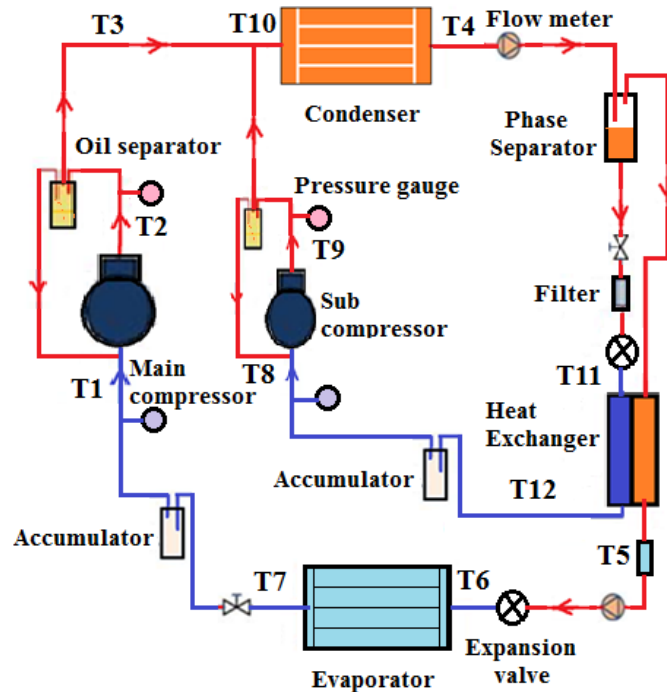 T3
T10
T4
Flow meter
Condenser
Phase
Separator
Oil separator
Pressure gauge
T2
T9
Filter
Sub
compressor
T1
Main
compressor
T8
T11
Heat
Exchanger
Accumulator
T12
Accumulator
T5
T7
T6
Expansion
valve
Evaporator